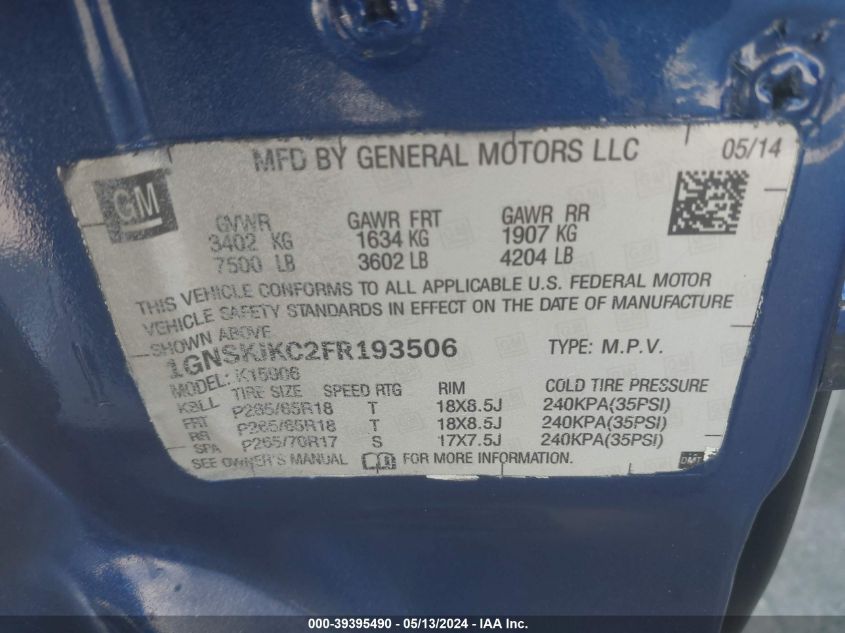 MFD BY GENERAL MOTORS LLC 05/14
GM
GVWR GAWR FRT GAWR RR
3402 KG 1634 KG 1907 KG
7500 LB 3602 LB 4204 LB
THIS VEHICLE CONFORMS TO ALL APPLICABLE U.S. FEDERAL MOTOR
VEHICLE SAFETY STANDARDS IN EFFECT ON THE DATE OF MANUFACTURE
SHOWN ABOVE
1GNSKJKC2FR193506 TYPE: M.P.V.
MODEL: K15906
TIRE SIZE SPEED RTG RIM COLD TIRE PRESSURE
FRT P265/65R18 T 18X8.5J 240KPA(35PSI)
RR P265/65R18 T 18X8.5J 240KPA(35PSI)
SPA P265/70R17 S 17X7.5J 240KPA(35PSI)
SEE OWNER'S MANUAL FOR MORE INFORMATION.
000-39395490 - 05/13/2024 - IAA Inc.